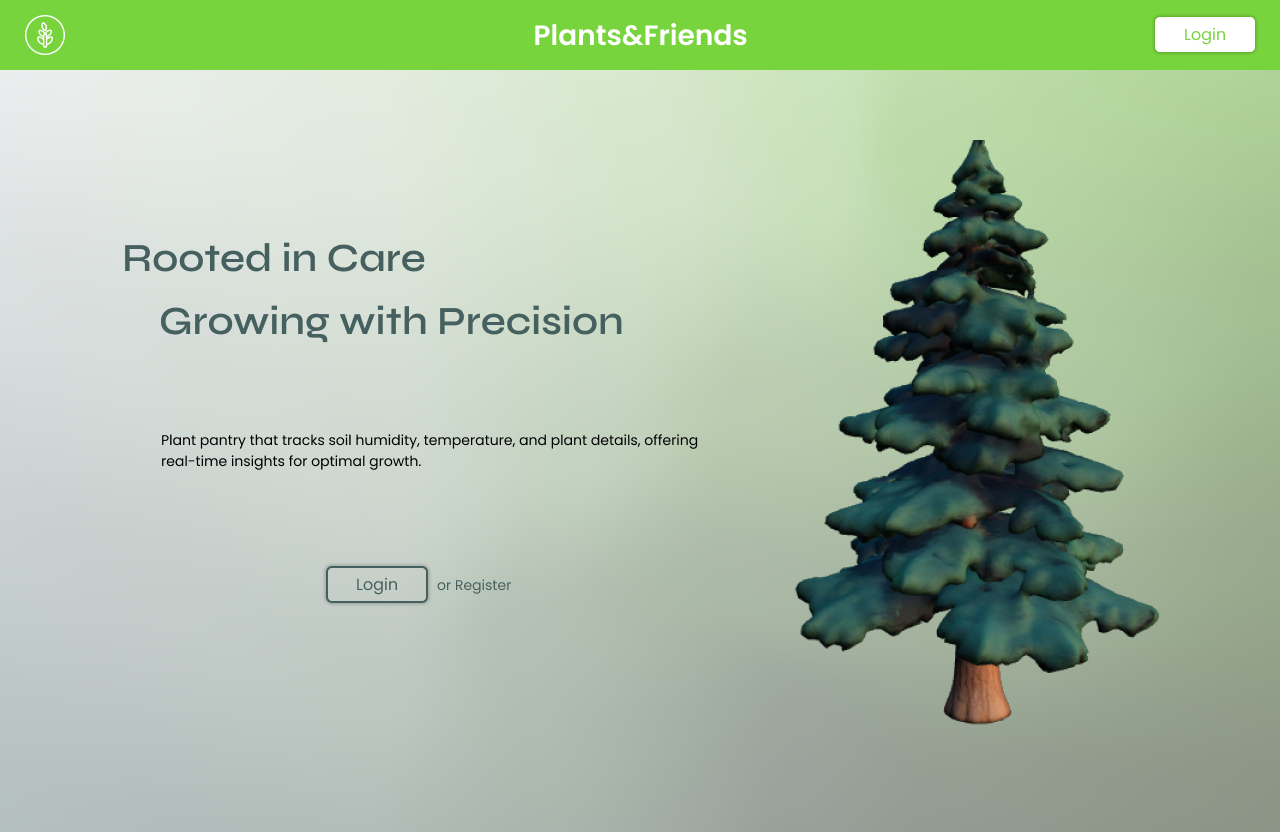 Plants&Friends
Login
Rooted in Care
Growing with Precision
Plant pantry that tracks soil humidity, temperature, and plant details, offering
real-time insights for optimal growth.
Login or Register